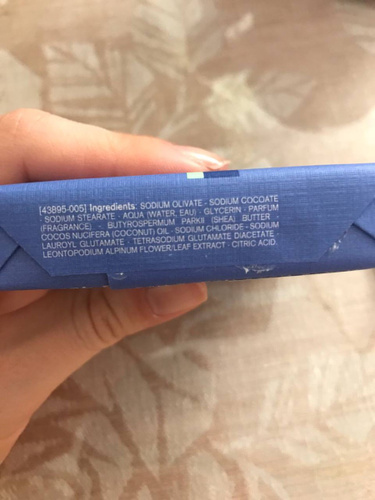 [43895-005] Ingredients: SODIUM OLIVATE · SODIUM COCOATE
· SODIUM STEARATE · AQUA (WATER, EAU) · GLYCERIN · PARFUM
(FRAGRANCE) · BUTYROSPERMUM PARKII (SHEA) BUTTER ·
COCOS NUCIFERA (COCONUT) OIL · SODIUM CHLORIDE · SODIUM
LAUROYL GLUTAMATE · TETRASODIUM GLUTAMATE DIACETATE ·
LEONTOPODIUM ALPINUM FLOWER/LEAF EXTRACT · CITRIC ACID.